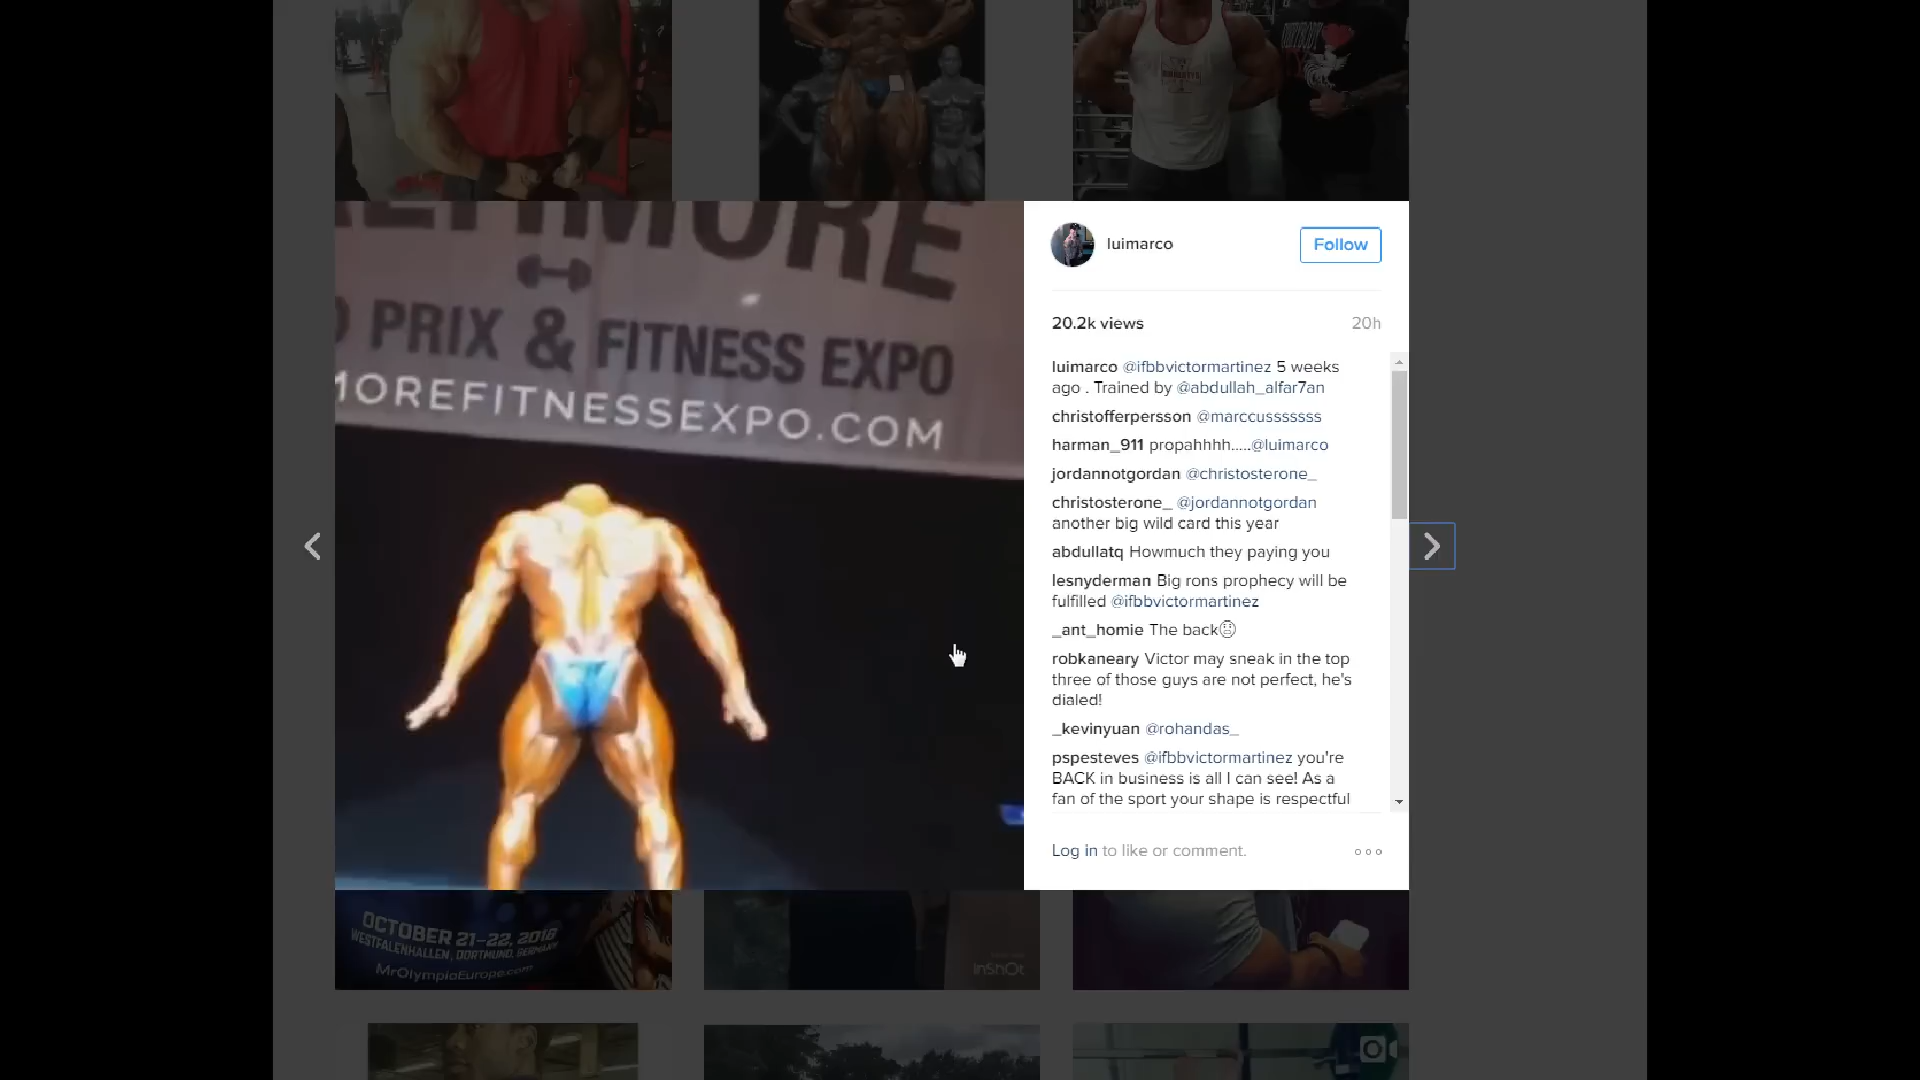 PRIX & FITNESS EXPO
MOREFITNESSEXPO.COM
luimarco
Follow
20.2k views
20h
luimarco @ifbbvictormartinez 5 weeks
ago . Trained by @abdullah_alfar7an
christofferpersson @marccusssssss
harman_911 propahhhh.....@luimarco
jordannotgordan @christosterone_
christosterone_ @jordannotgordan
another big wild card this year
abdullatq Howmuch they paying you
lesnyderman Big rons prophecy will be
fulfilled @ifbbvictormartinez
_ant_homie The back
robkaneary Victor may sneak in the top
three of those guys are not perfect, he's
dialed!
_kevinyuan @rohandas_
pspesteves @ifbbvictormartinez you're
BACK in business is all I can see! As a
fan of the sport your shape is respectful
Log in to like or comment.
OCTOBER 21-22, 2016
WESTFALENHALLEN, DORTMUND, GERMANY
MrOlympiaEurope.com
InShOt